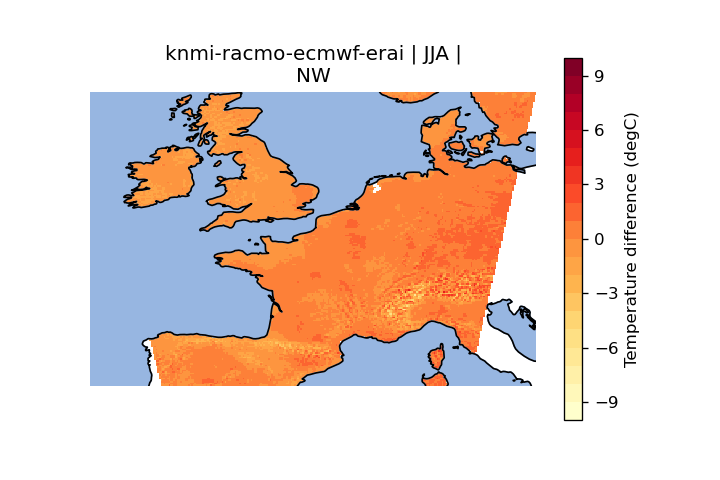 knmi-racmo-ecmwf-erai | JJA |
NW
9
6
3
0
−3
−6
−9
Temperature difference (degC)